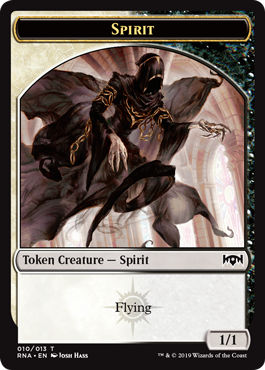 Spirit
Token Creature — Spirit
Flying
1/1
010/013 T
RNA • EN Josh Hass
™ & © 2019 Wizards of the Coast